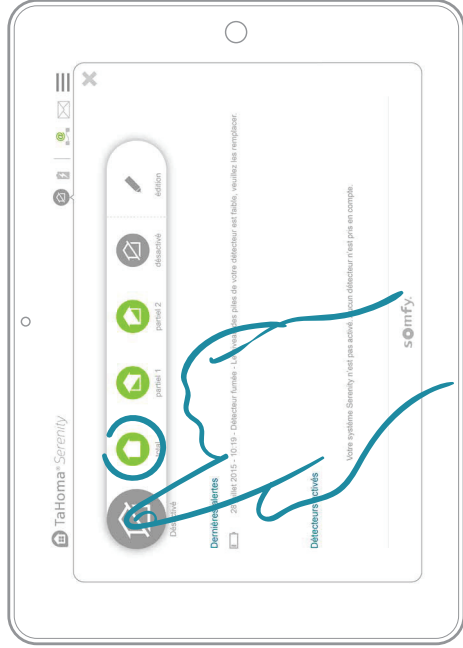 TaHoma® Serenity
@
total partiel 1 partiel 2 désactivé édition
Désactivé
Dernières alertes
juillet 2015 - 10:19 - Détecteur fumée - Le niveau des piles de votre détecteur est faible, veuillez les remplacer
Détecteurs activés
Votre système Serenity n'est pas activé, aucun détecteur n'est pris en compte.
somfy.